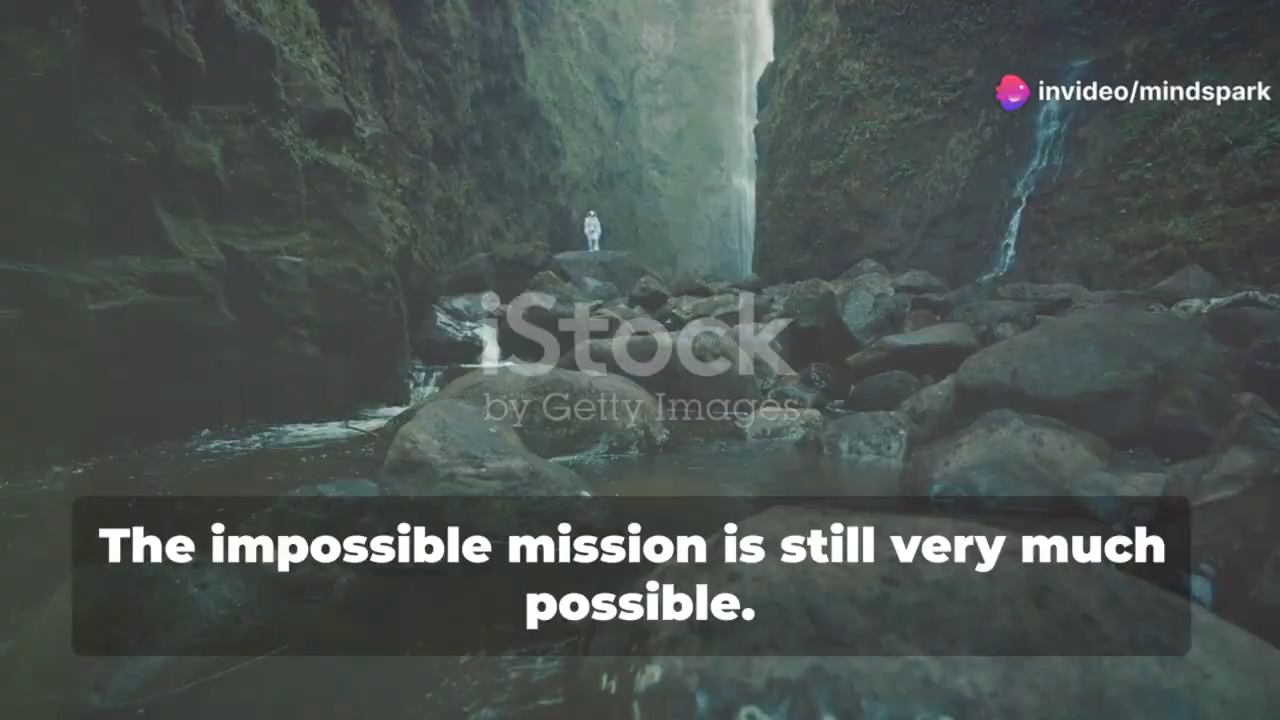 invideo/mindspark
iStock
by Getty Images
The impossible mission is still very much
possible.